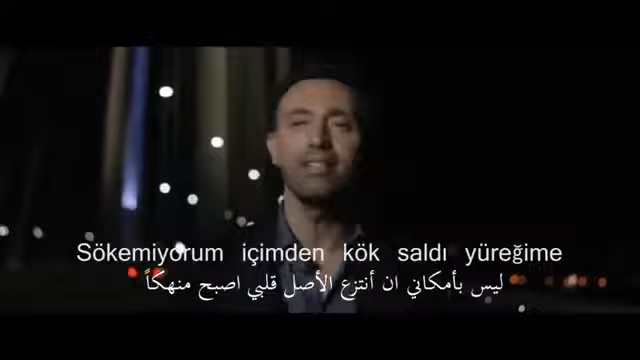 Sökemiyorum içimden kök saldı yüreğime
ليس بأمكاني ان أنتزع الأصل قلبي اصبح منهكاً